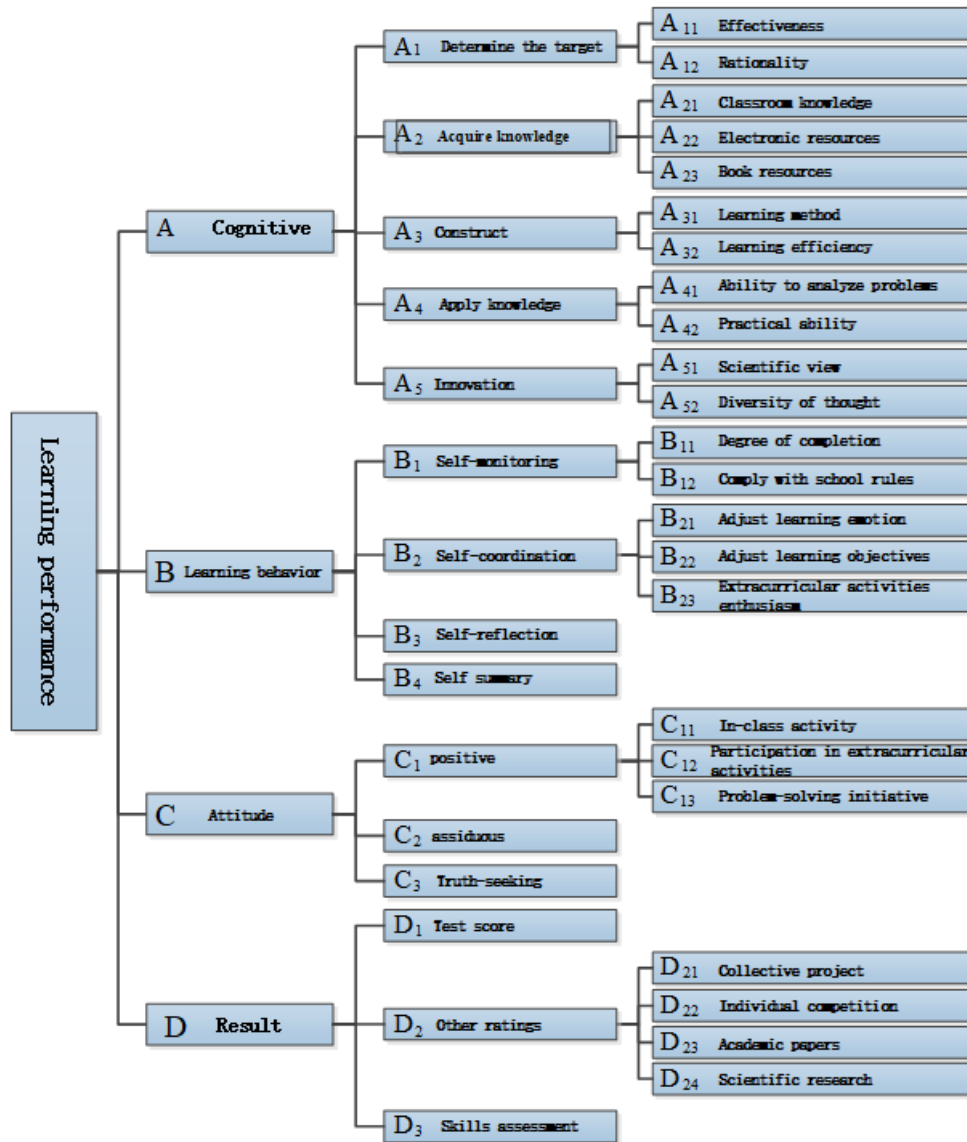 Learning performance
A Cognitive
A1 Determine the target
A11 Effectiveness
A12 Rationality
A2 Acquire knowledge
A21 Classroom knowledge
A22 Electronic resources
A23 Book resources
A3 Construct
A31 Learning method
A32 Learning efficiency
A4 Apply knowledge
A41 Ability to analyze problems
A42 Practical ability
A5 Innovation
A51 Scientific view
A52 Diversity of thought
B Learning behavior
B1 Self-monitoring
B11 Degree of completion
B12 Comply with school rules
B2 Self-coordination
B21 Adjust learning emotion
B22 Adjust learning objectives
B23 Extracurricular activities
enthusiasm
B3 Self-reflection
B4 Self summary
C Attitude
C1 positive
C11 In-class activity
C12 Participation in extracurricular
activities
C13 Problem-solving initiative
C2 assiduous
C3 Truth-seeking
D Result
D1 Test score
D2 Other ratings
D21 Collective project
D22 Individual competition
D23 Academic papers
D24 Scientific research
D3 Skills assessment